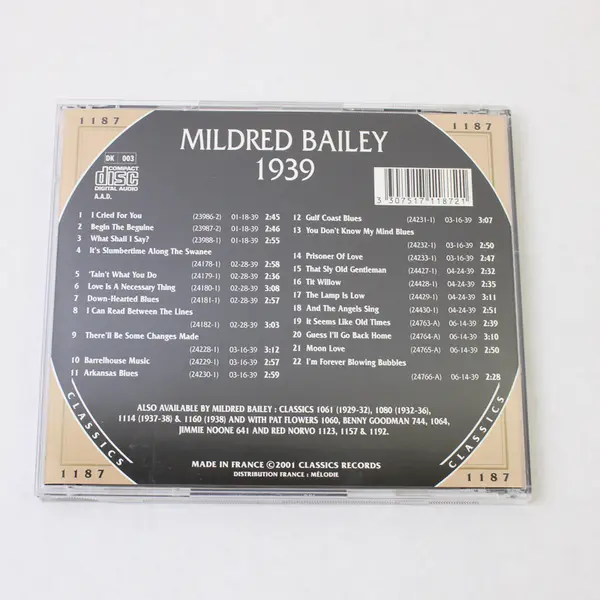 1187
1187
MILDRED BAILEY
1939
DK 003
COMPACT
disc
DIGITAL AUDIO
A.A.D.
3 307517 118721
1 I Cried For You (23986-2) 01-18-39 2:45
2 Begin The Beguine (23987-2) 01-18-39 2:46
3 What Shall I Say? (23988-1) 01-18-39 2:55
4 It's Slumbertime Along The Swanee
(24178-1) 02-28-39 2:58
5 'Tain't What You Do (24179-1) 02-28-39 2:36
6 Love Is A Necessary Thing (24180-1) 02-28-39 3:08
7 Down-Hearted Blues (24181-1) 02-28-39 2:57
8 I Can Read Between The Lines
(24182-1) 02-28-39 3:03
9 There'll Be Some Changes Made
(24228-1) 03-16-39 3:12
10 Barrelhouse Music (24229-1) 03-16-39 2:57
11 Arkansas Blues (24230-1) 03-16-39 2:59
12 Gulf Coast Blues (24231-1) 03-16-39 3:07
13 You Don't Know My Mind Blues
(24232-1) 03-16-39 2:50
14 Prisoner Of Love (24233-1) 03-16-39 2:47
15 That Sly Old Gentleman (24427-1) 04-24-39 2:32
16 Tit Willow (24428-1) 04-24-39 2:35
17 The Lamp Is Low (24429-1) 04-24-39 3:11
18 And The Angels Sing (24430-1) 04-24-39 2:51
19 It Seems Like Old Times (24763-A) 06-14-39 2:39
20 Guess I'll Go Back Home (24764-A) 06-14-39 3:10
21 Moon Love (24765-A) 06-14-39 2:50
22 I'm Forever Blowing Bubbles
(24766-A) 06-14-39 2:28
ALSO AVAILABLE BY MILDRED BAILEY : CLASSICS 1061 (1929-32), 1080 (1932-36),
1114 (1937-38) & 1160 (1938) AND WITH PAT FLOWERS 1060, BENNY GOODMAN 744, 1064,
JIMMIE NOONE 641 AND RED NORVO 1123, 1157 & 1192.
CLASSICS
CLASSICS
MADE IN FRANCE ©2001 CLASSICS RECORDS
DISTRIBUTION FRANCE : MÉLODIE
1187
1187